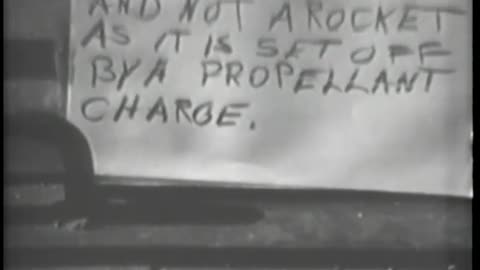 AND NOT A ROCKET
AS IT IS SET OFF
BY A PROPELLANT
CHARGE.